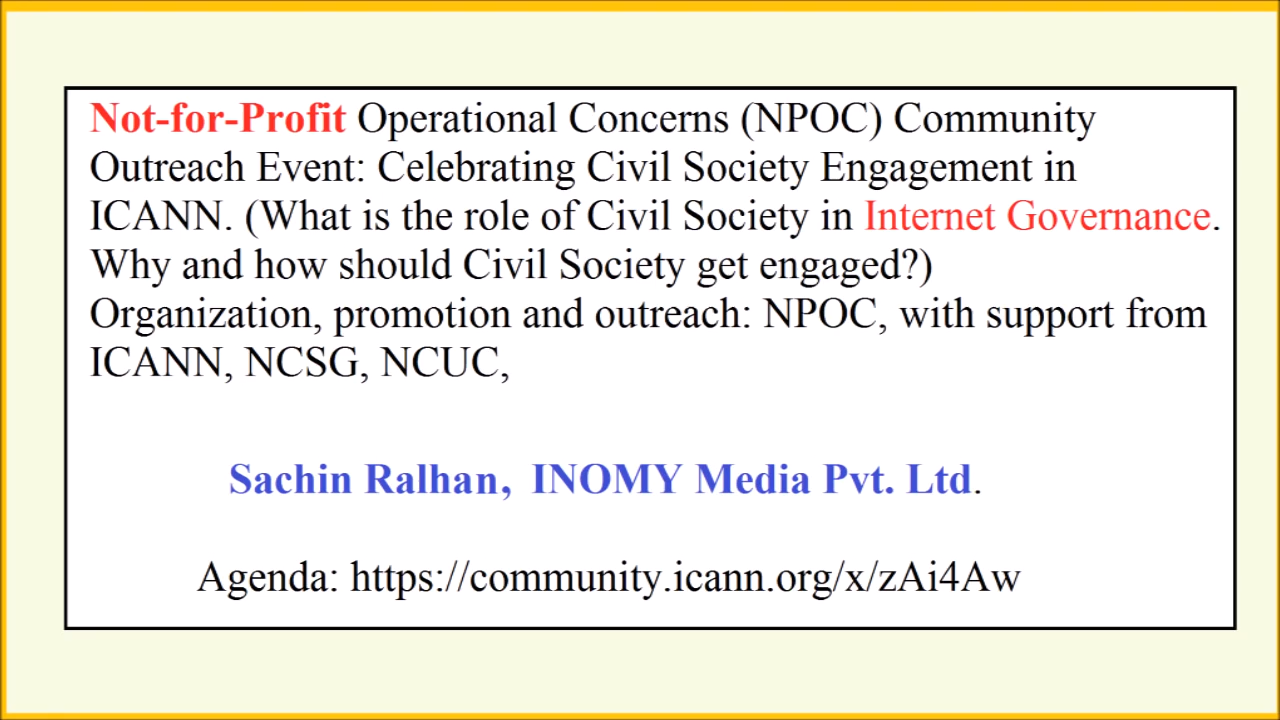 Not-for-Profit Operational Concerns (NPOC) Community
Outreach Event: Celebrating Civil Society Engagement in
ICANN. (What is the role of Civil Society in Internet Governance.
Why and how should Civil Society get engaged?)
Organization, promotion and outreach: NPOC, with support from
ICANN, NCSG, NCUC,
Sachin Ralhan, INOMY Media Pvt. Ltd.
Agenda: https://community.icann.org/x/zAi4Aw